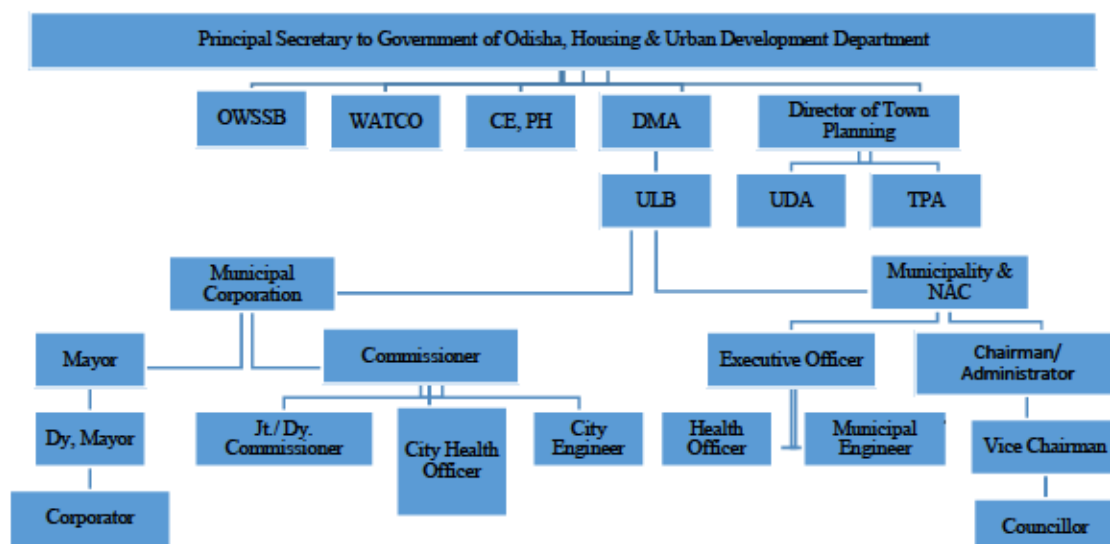 Principal Secretary to Government of Odisha, Housing & Urban Development Department
OWSSB
WATCO
CE, PH
DMA
Director of Town
Planning
ULB
UDA
TPA
Municipal
Corporation
Municipality &
NAC
Mayor
Commissioner
Executive Officer
Chairman/
Administrator
Dy, Mayor
Jt./ Dy.
Commissioner
City Health
Officer
City
Engineer
Health
Officer
Municipal
Engineer
Vice Chairman
Corporator
Councillor